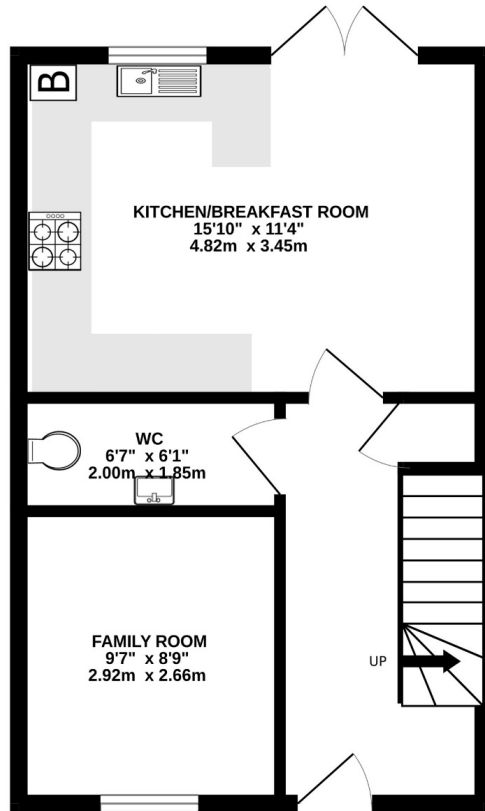 B
KITCHEN/BREAKFAST ROOM
15'10" x 11'4"
4.82m x 3.45m
WC
6'7" x 6'1"
2.00m x 1.85m
FAMILY ROOM
9'7" x 8'9"
2.92m x 2.66m
UP